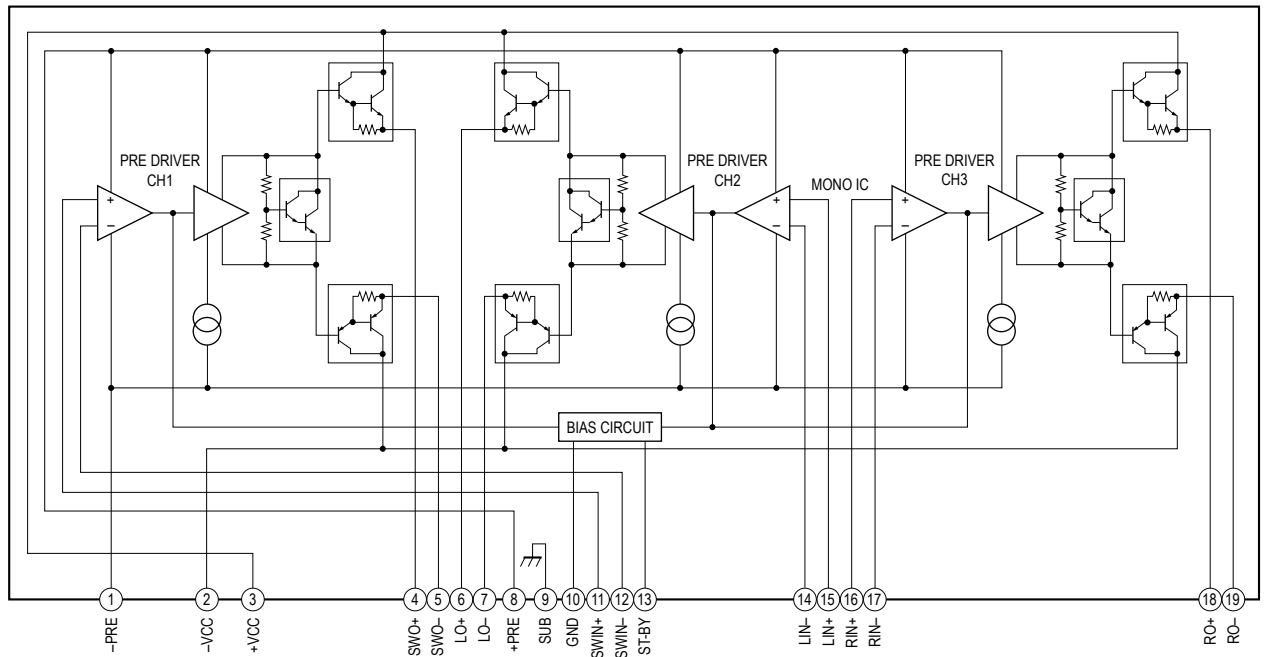 PRE DRIVER
CH1
PRE DRIVER
CH2
MONO IC
PRE DRIVER
CH3
+
−
+
−
+
−
BIAS CIRCUIT
1
2
3
4
5
6
7
8
9
10
11
12
13
14
15
16
17
18
19
–PRE
–VCC
+VCC
SWO+
SWO–
LO+
LO–
+PRE
SUB
GND
SWIN+
SWIN–
ST-BY
LIN–
LIN+
RIN+
RIN–
RO+
RO–